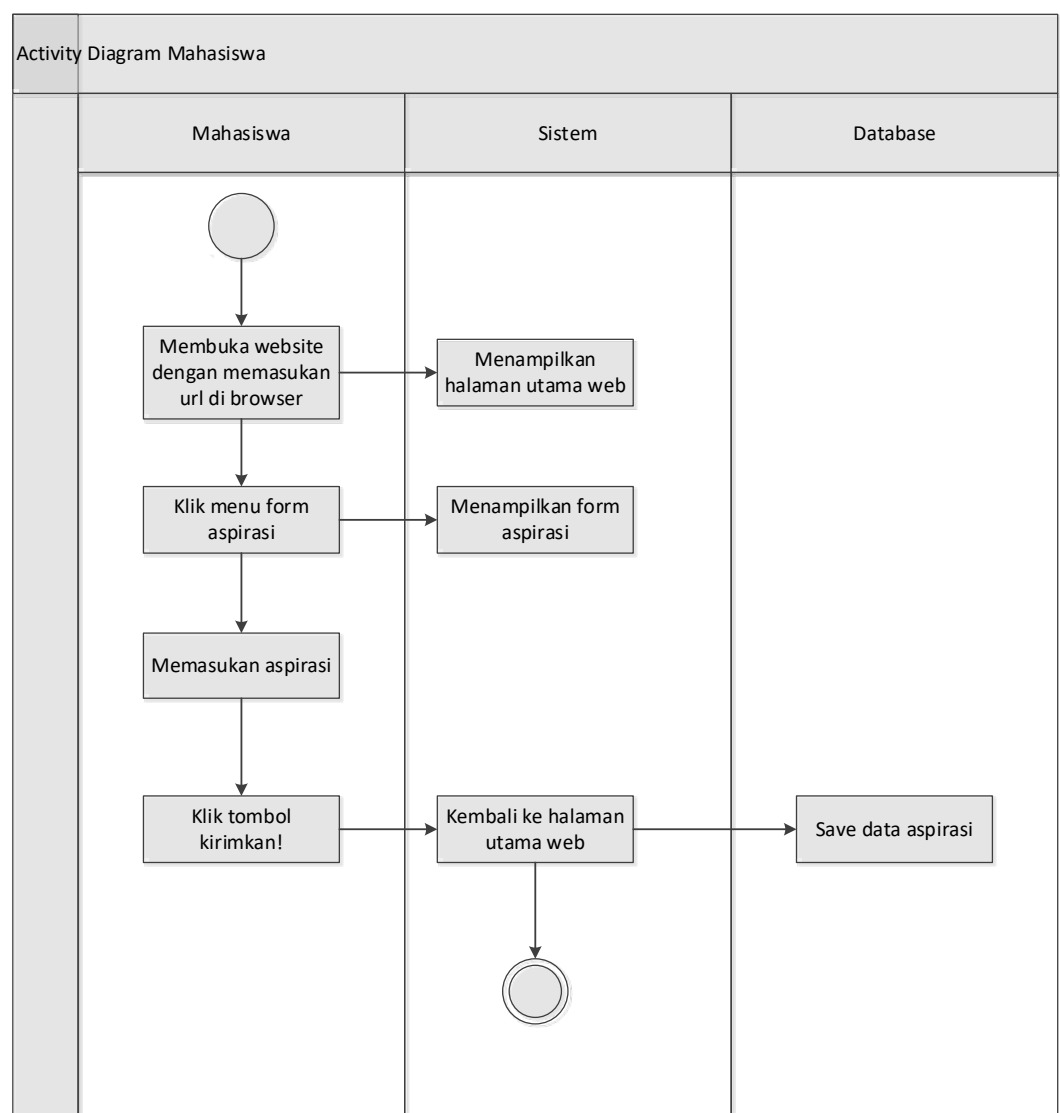 Activity Diagram Mahasiswa
Mahasiswa
Sistem
Database
Membuka website
dengan memasukan
url di browser
Menampilkan
halaman utama web
Klik menu form
aspirasi
Menampilkan form
aspirasi
Memasukan aspirasi
Klik tombol
kirimkan!
Kembali ke halaman
utama web
Save data aspirasi